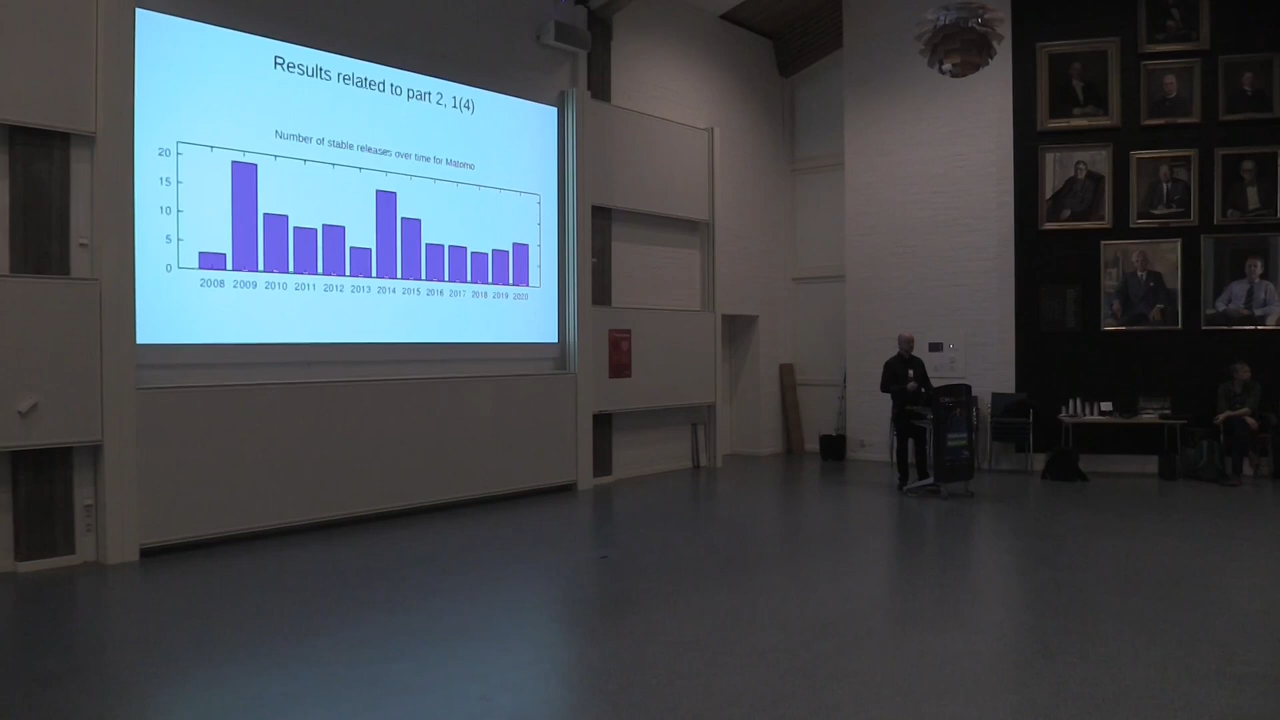 Results related to part 2, 1(4)
Number of stable releases over time for Matomo
20
15
10
5
0
2008 2009 2010 2011 2012 2013 2014 2015 2016 2017 2018 2019 2020